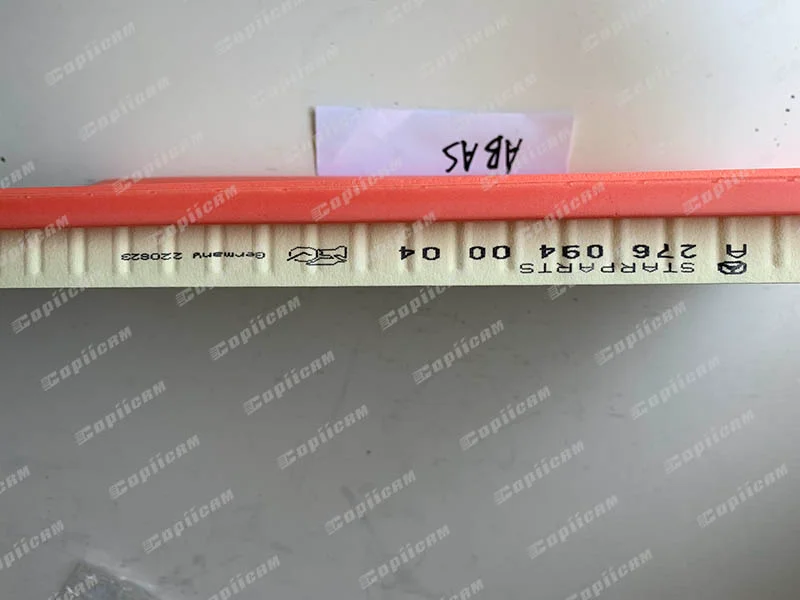 ABAS
STARPARTS
A 276 094 00 04
Germany 220823
Copiicam